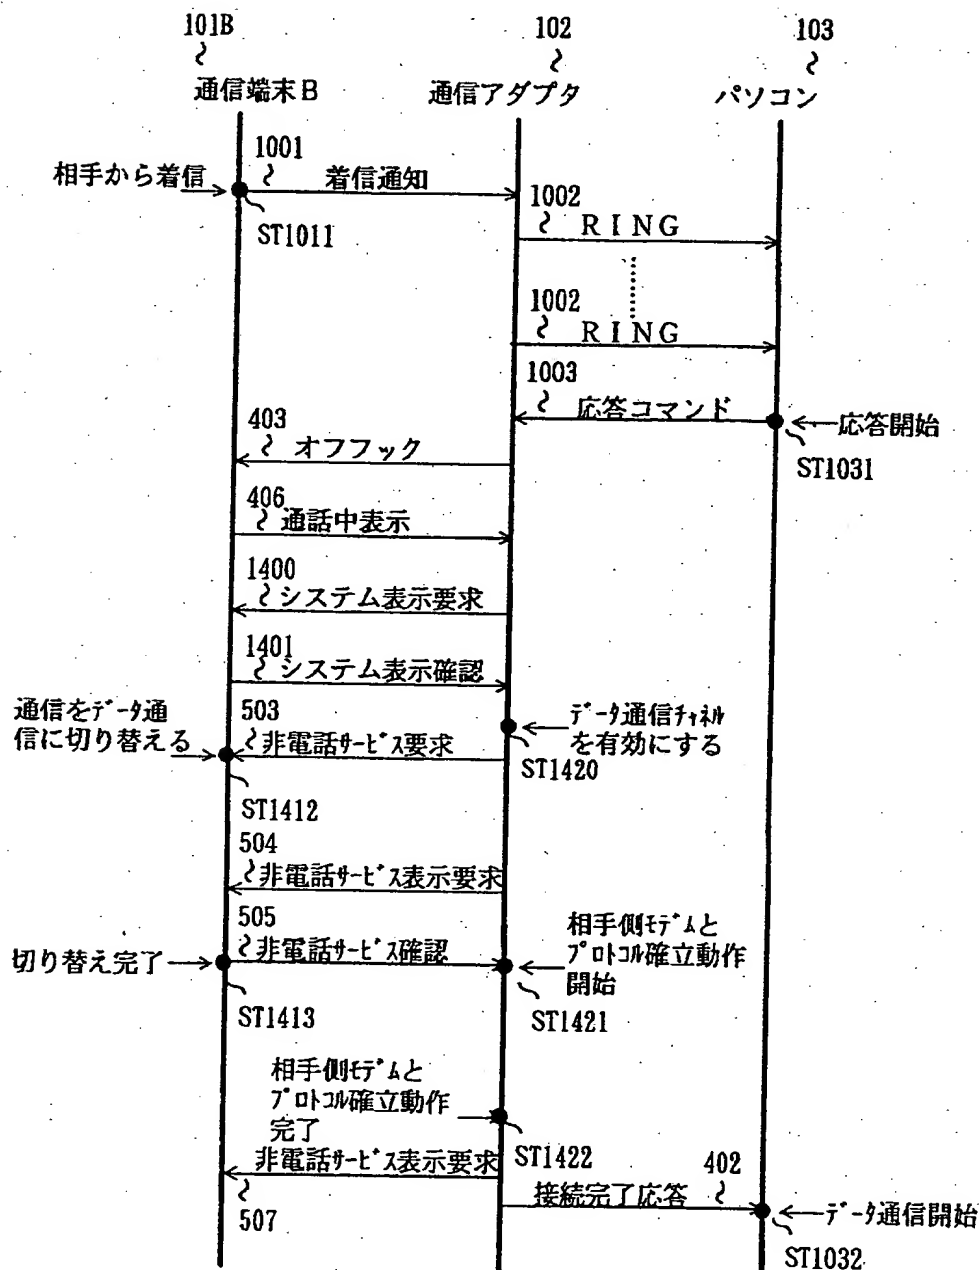 101B
102
103
通信端末B
通信アダプタ
パソコン
1001
相手から着信
着信通知
ST1011
1002
RING
1002
RING
1003
応答コマンド
応答開始
ST1031
403
オフフック
406
通話中表示
1400
システム表示要求
1401
システム表示確認
通信をデータ通
信に切り替える
503
非電話サービス要求
データ通信チャネル
を有効にする
ST1420
ST1412
504
非電話サービス表示要求
505
非電話サービス確認
切り替え完了
相手側モデムと
プロトコル確立動作
開始
ST1413
ST1421
相手側モデムと
プロトコル確立動作
完了
ST1422
非電話サービス表示要求
507
402
接続完了応答
データ通信開始
ST1032